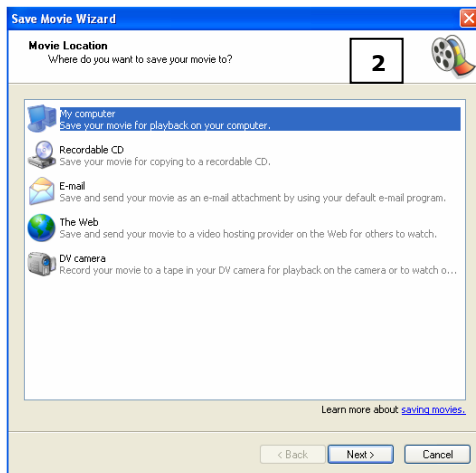 Save Movie Wizard
Movie Location
Where do you want to save your movie to?
2
My computer
Save your movie for playback on your computer.
Recordable CD
Save your movie for copying to a recordable CD.
E-mail
Save and send your movie as an e-mail attachment by using your default e-mail program.
The Web
Save and send your movie to a video hosting provider on the Web for others to watch.
DV camera
Record your movie to a tape in your DV camera for playback on the camera or to watch o...
Learn more about saving movies.
< Back Next > Cancel